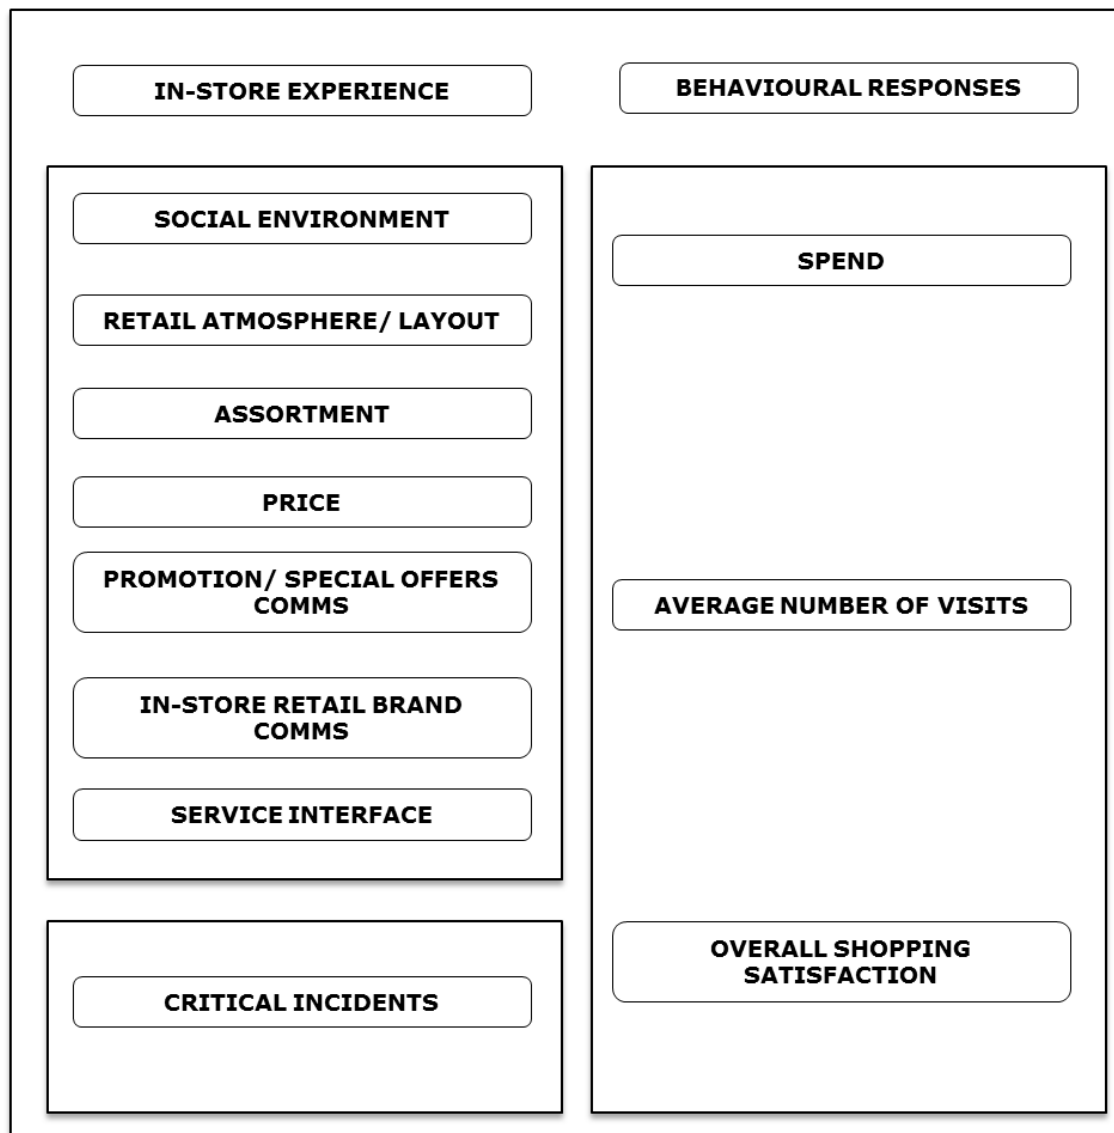 IN-STORE EXPERIENCE
BEHAVIOURAL RESPONSES
SOCIAL ENVIRONMENT
RETAIL ATMOSPHERE/ LAYOUT
ASSORTMENT
PRICE
PROMOTION/ SPECIAL OFFERS
COMMS
IN-STORE RETAIL BRAND
COMMS
SERVICE INTERFACE
CRITICAL INCIDENTS
SPEND
AVERAGE NUMBER OF VISITS
OVERALL SHOPPING
SATISFACTION